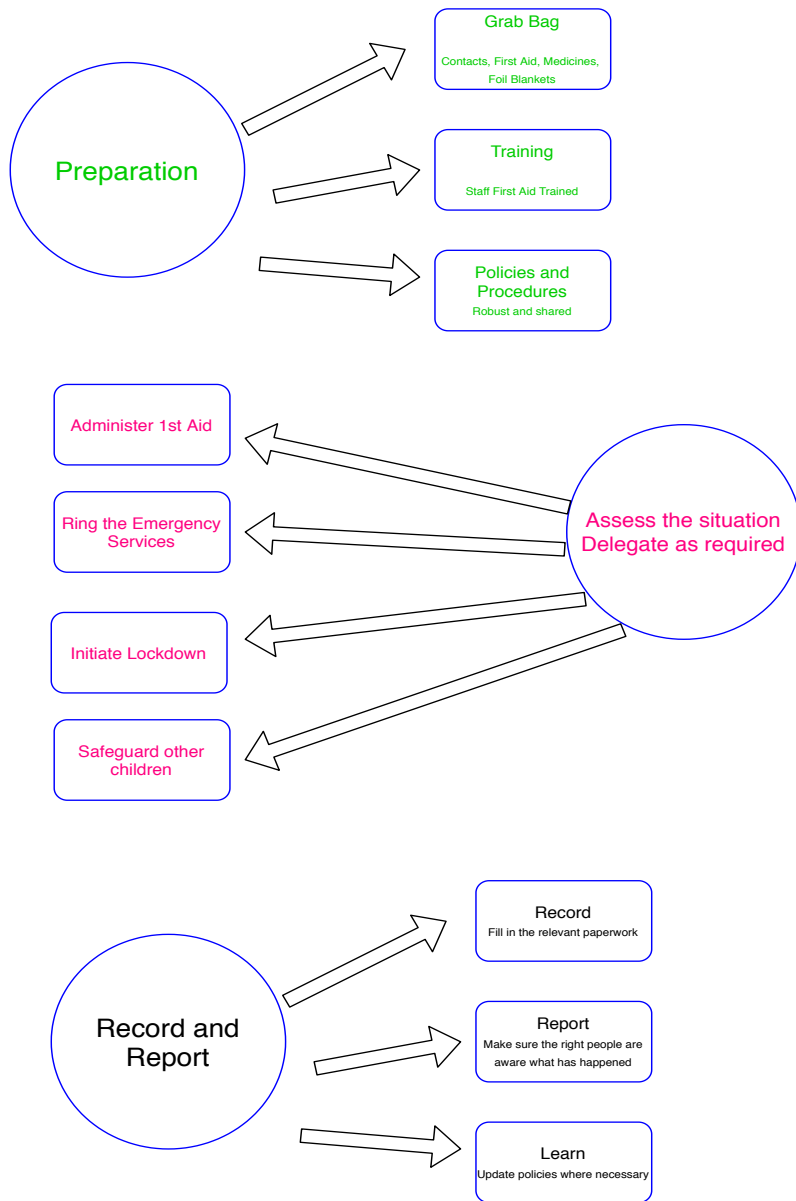 Preparation
Grab Bag
Contacts, First Aid, Medicines,
Foil Blankets
Training
Staff First Aid Trained
Policies and
Procedures
Robust and shared
Assess the situation
Delegate as required
Administer 1st Aid
Ring the Emergency
Services
Initiate Lockdown
Safeguard other
children
Record and
Report
Record
Fill in the relevant paperwork
Report
Make sure the right people are
aware what has happened
Learn
Update policies where necessary